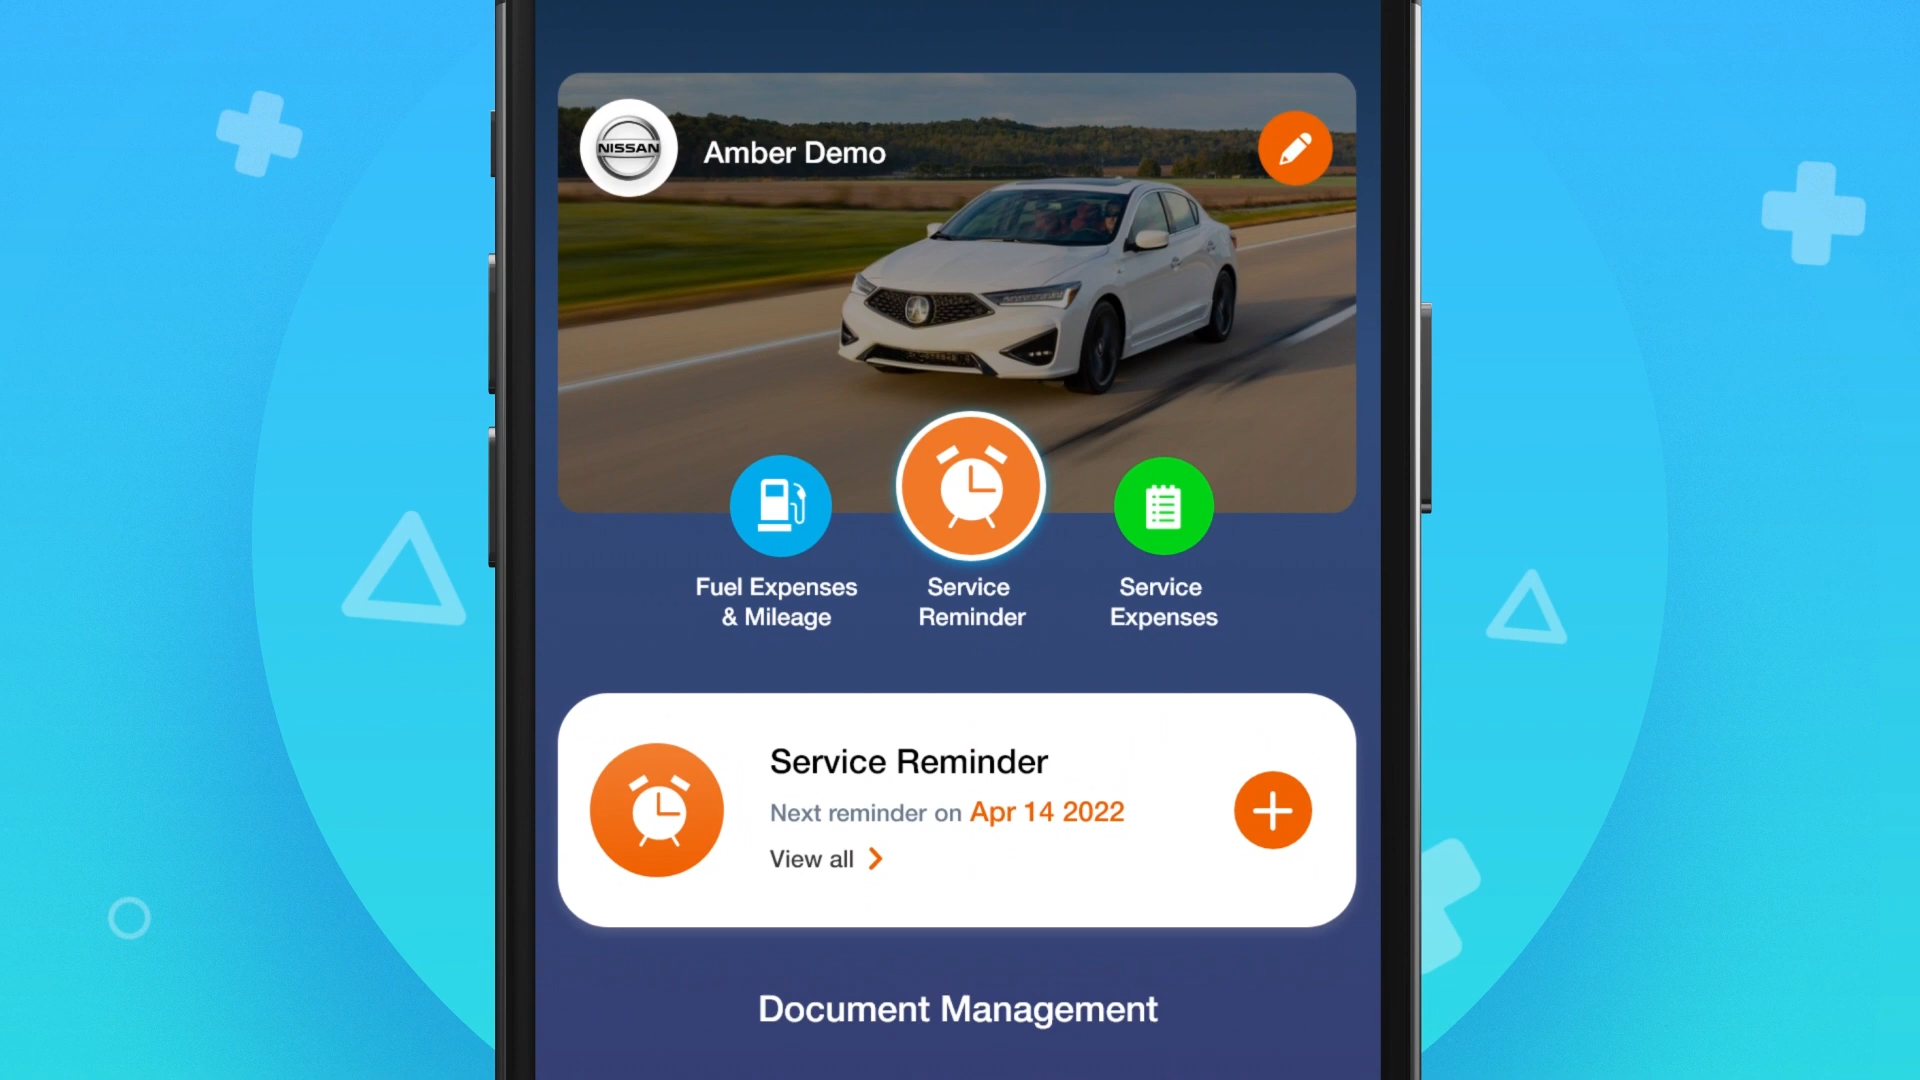 NISSAN
Amber Demo
Fuel Expenses
& Mileage
Service
Reminder
Service
Expenses
Service Reminder
Next reminder on Apr 14 2022
View all
Document Management